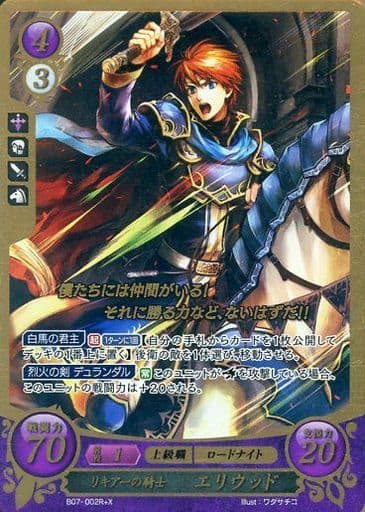 4
3
僕たちには仲間がいる!
それに勝る力など、ないはずだ!!
白馬の君主 起 1ターンに1回 【自分の手札からカードを1枚公開して
デッキの1番上に置く】後衛の敵を1体選び、移動させる。
烈火の剣 デュランダル 常 このユニットが を攻撃している場合、
このユニットの戦闘力は+20される。
戦闘力
70
射程 1
上級職
ロードナイト
支援力
20
リキアーの騎士 エリウッド
B07-002R+X
Illust:ワダサチコ